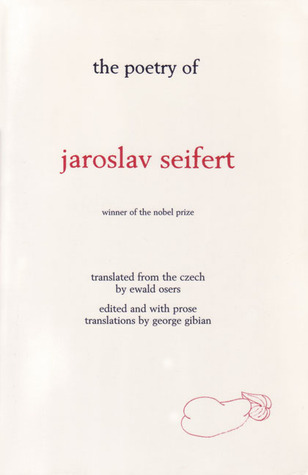 the poetry of
jaroslav seifert
winner of the nobel prize
translated from the czech
by ewald osers
edited and with prose
translations by george gibian